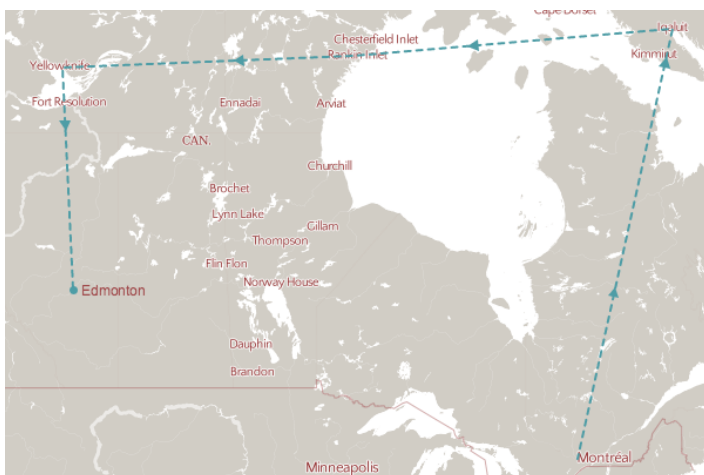 Cape Dorset
Iqaluit
Chesterfield Inlet
Rankin Inlet
Kimmirut
Yellowknife
Fort Resolution
Ennadai
Arviat
CAN.
Churchill
Brochet
Lynn Lake
Gillam
Thompson
Flin Flon
Norway House
Edmonton
Dauphin
Brandon
Montréal
Minneapolis